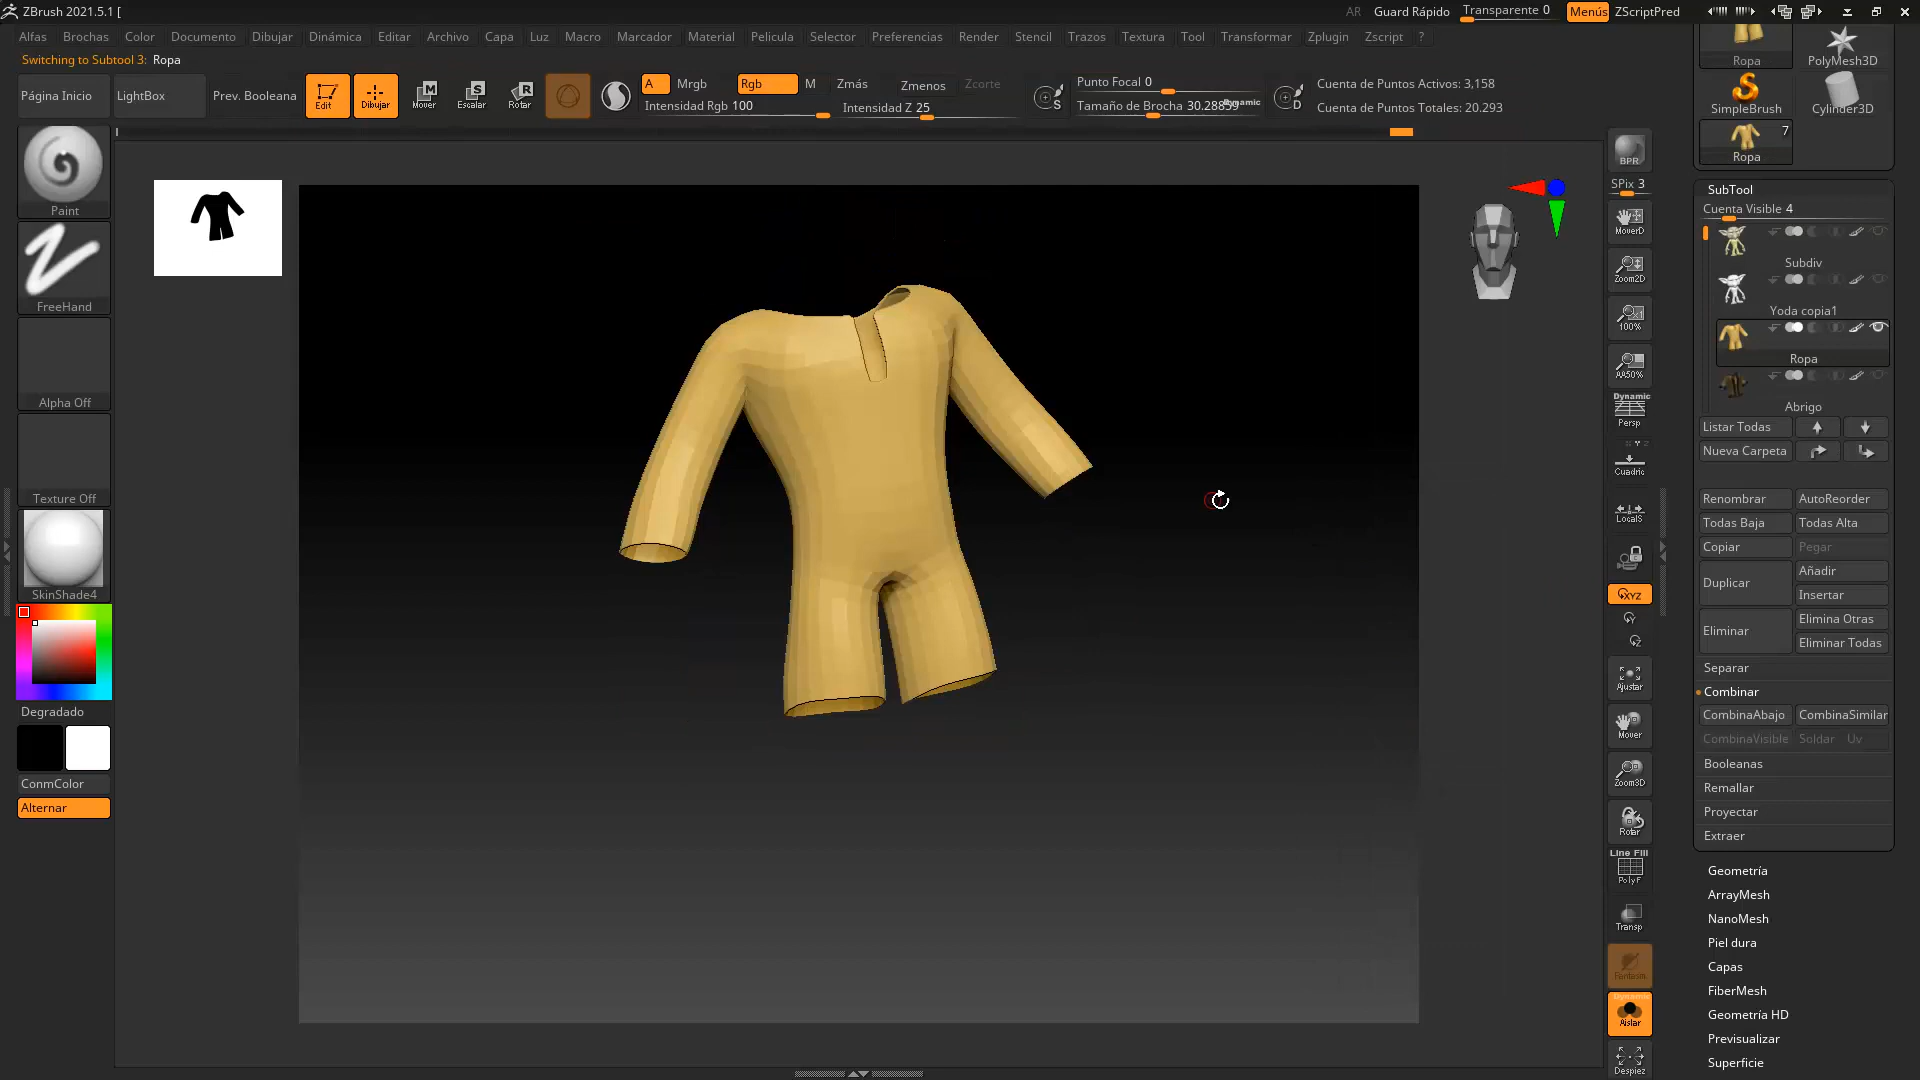 ZBrush 2021.5.1 [
AR
Guard Rápido
Transparente 0
Menús
ZScriptPred
Alfas
Brochas
Color
Documento
Dibujar
Dinámica
Editar
Archivo
Capa
Luz
Macro
Marcador
Material
Pelicula
Selector
Preferencias
Render
Stencil
Trazos
Textura
Tool
Transformar
Zplugin
Zscript
?
Switching to Subtool 3: Ropa
Página Inicio
LightBox
Prev. Booleana
Edit
Dibujar
Mover
Escalar
Rotar
A
Mrgb
Rgb
M
Zmás
Zmenos
Zcorte
Intensidad Rgb 100
Intensidad Z 25
Punto Focal 0
Tamaño de Brocha 30.28859
Dynamic
Cuenta de Puntos Activos: 3,158
Cuenta de Puntos Totales: 20.293
Paint
FreeHand
Alpha Off
Texture Off
SkinShade4
Degradado
ConmColor
Alternar
BPR
SPix 3
MoverD
Zoom2D
100%
AA50%
Dynamic
Persp
Cuadric
LocalS
XYZ
Ajustar
Mover
Zoom3D
Rotar
Line Fill
PolyF
Transp
Fantasm
Dynamic
Aislar
Despiez
Ropa
PolyMesh3D
SimpleBrush
Cylinder3D
7
Ropa
SubTool
Cuenta Visible 4
Subdiv
Yoda copia1
Ropa
Abrigo
Listar Todas
Nueva Carpeta
Renombrar
AutoReorder
Todas Baja
Todas Alta
Copiar
Pegar
Duplicar
Añadir
Insertar
Eliminar
Elimina Otras
Eliminar Todas
Separar
Combinar
CombinaAbajo
CombinaSimilar
CombinaVisible
Soldar
Uv
Booleanas
Remallar
Proyectar
Extraer
Geometría
ArrayMesh
NanoMesh
Piel dura
Capas
FiberMesh
Geometría HD
Previsualizar
Superficie